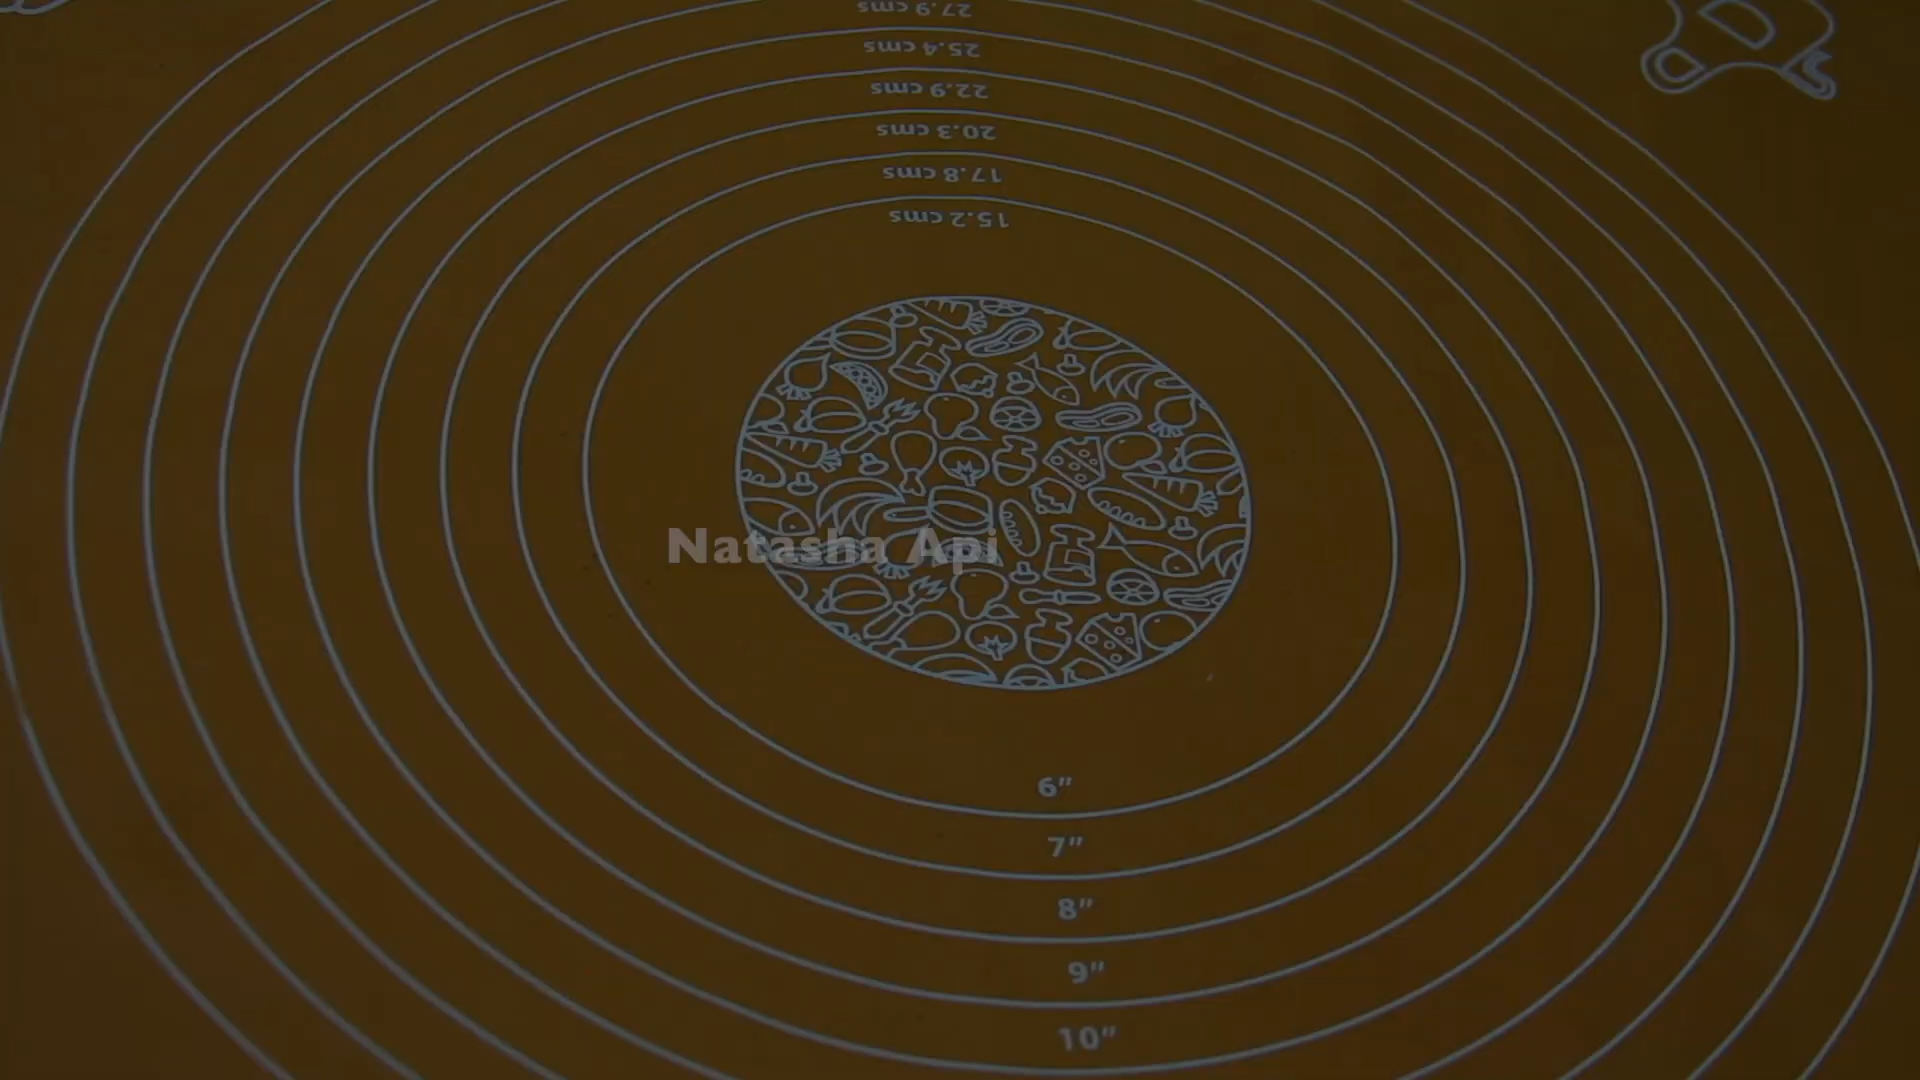 27.9 cms
25.4 cms
22.9 cms
20.3 cms
17.8 cms
15.2 cms
Natasha Api
6"
7"
8"
9"
10"